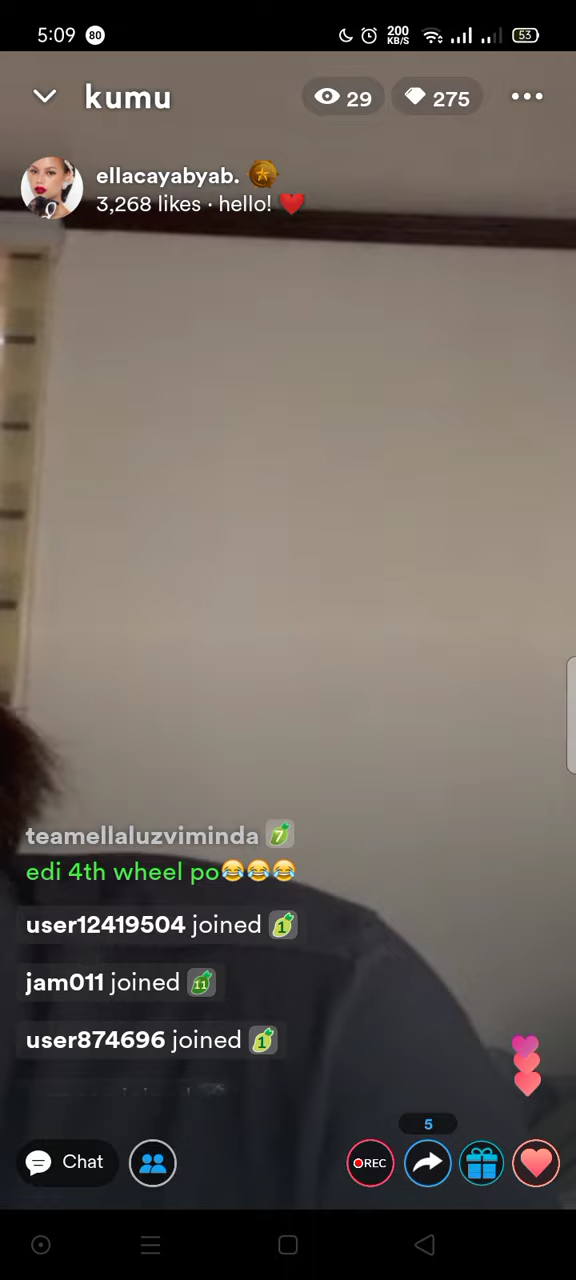 5:09 80 200 KB/S 53
kumu 29 275
ellacayabyab.
3,268 likes · hello! ❤️
teamellaluzviminda 7
edi 4th wheel po😂😂😂
user12419504 joined 1
jam011 joined 11
user874696 joined 1
5
Chat REC